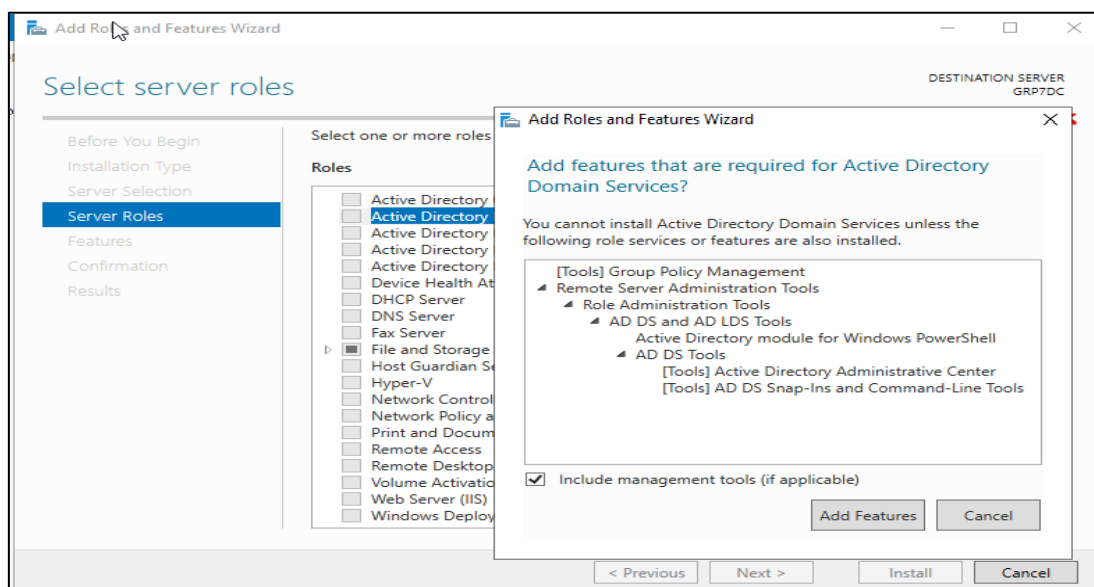 Add Roles and Features Wizard
Select server roles
DESTINATION SERVER
GRP7DC
Before You Begin
Installation Type
Server Selection
Server Roles
Features
Confirmation
Results
Select one or more roles
Roles
Active Directory
Active Directory
Active Directory
Active Directory
Active Directory
Device Health At
DHCP Server
DNS Server
Fax Server
File and Storage
Host Guardian Se
Hyper-V
Network Control
Network Policy a
Print and Docum
Remote Access
Remote Desktop
Volume Activatio
Web Server (IIS)
Windows Deploy
Add Roles and Features Wizard
Add features that are required for Active Directory
Domain Services?
You cannot install Active Directory Domain Services unless the
following role services or features are also installed.
[Tools] Group Policy Management
Remote Server Administration Tools
Role Administration Tools
AD DS and AD LDS Tools
Active Directory module for Windows PowerShell
AD DS Tools
[Tools] Active Directory Administrative Center
[Tools] AD DS Snap-Ins and Command-Line Tools
Include management tools (if applicable)
Add Features
Cancel
< Previous
Next >
Install
Cancel